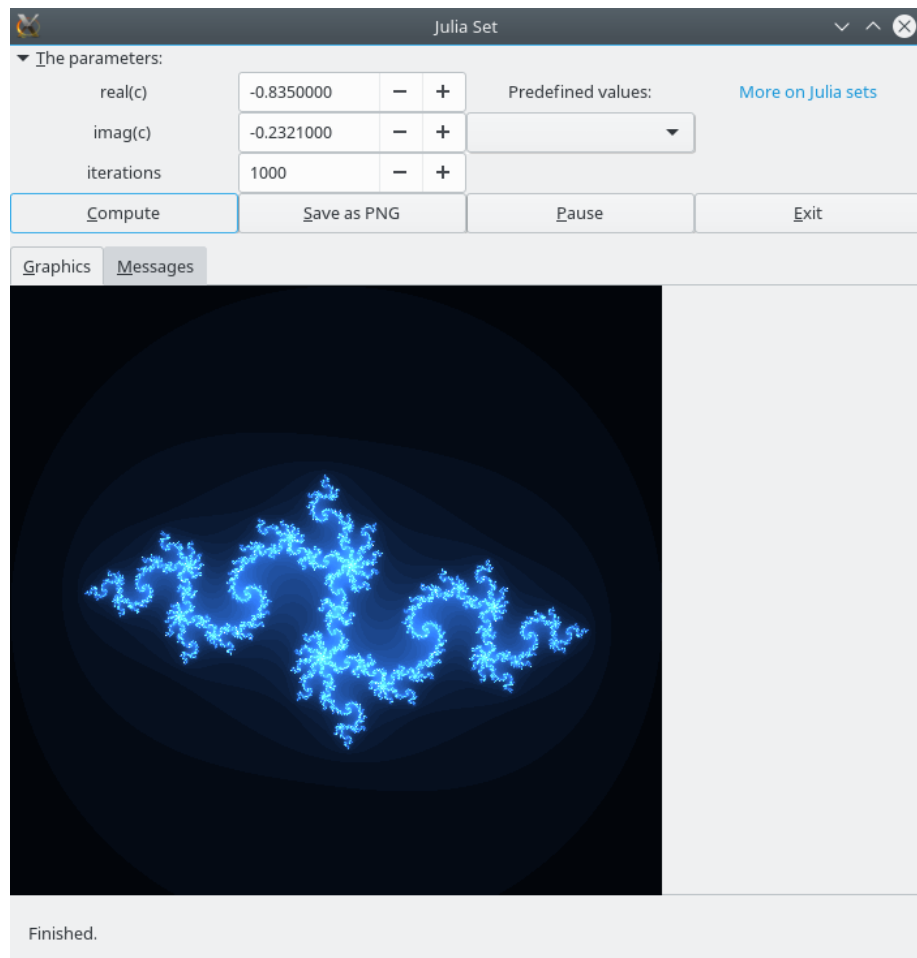 Julia Set
The parameters:
real(c) -0.8350000 − + Predefined values: More on Julia sets
imag(c) -0.2321000 − +
iterations 1000 − +
Compute Save as PNG Pause Exit
Graphics Messages
Finished.